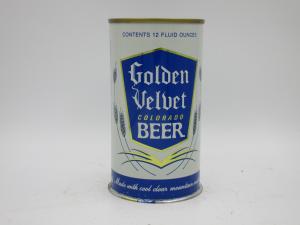 CONTENTS 12 FLUID OUNCES
Golden
Velvet
COLORADO
BEER
Made with cool clear mountain